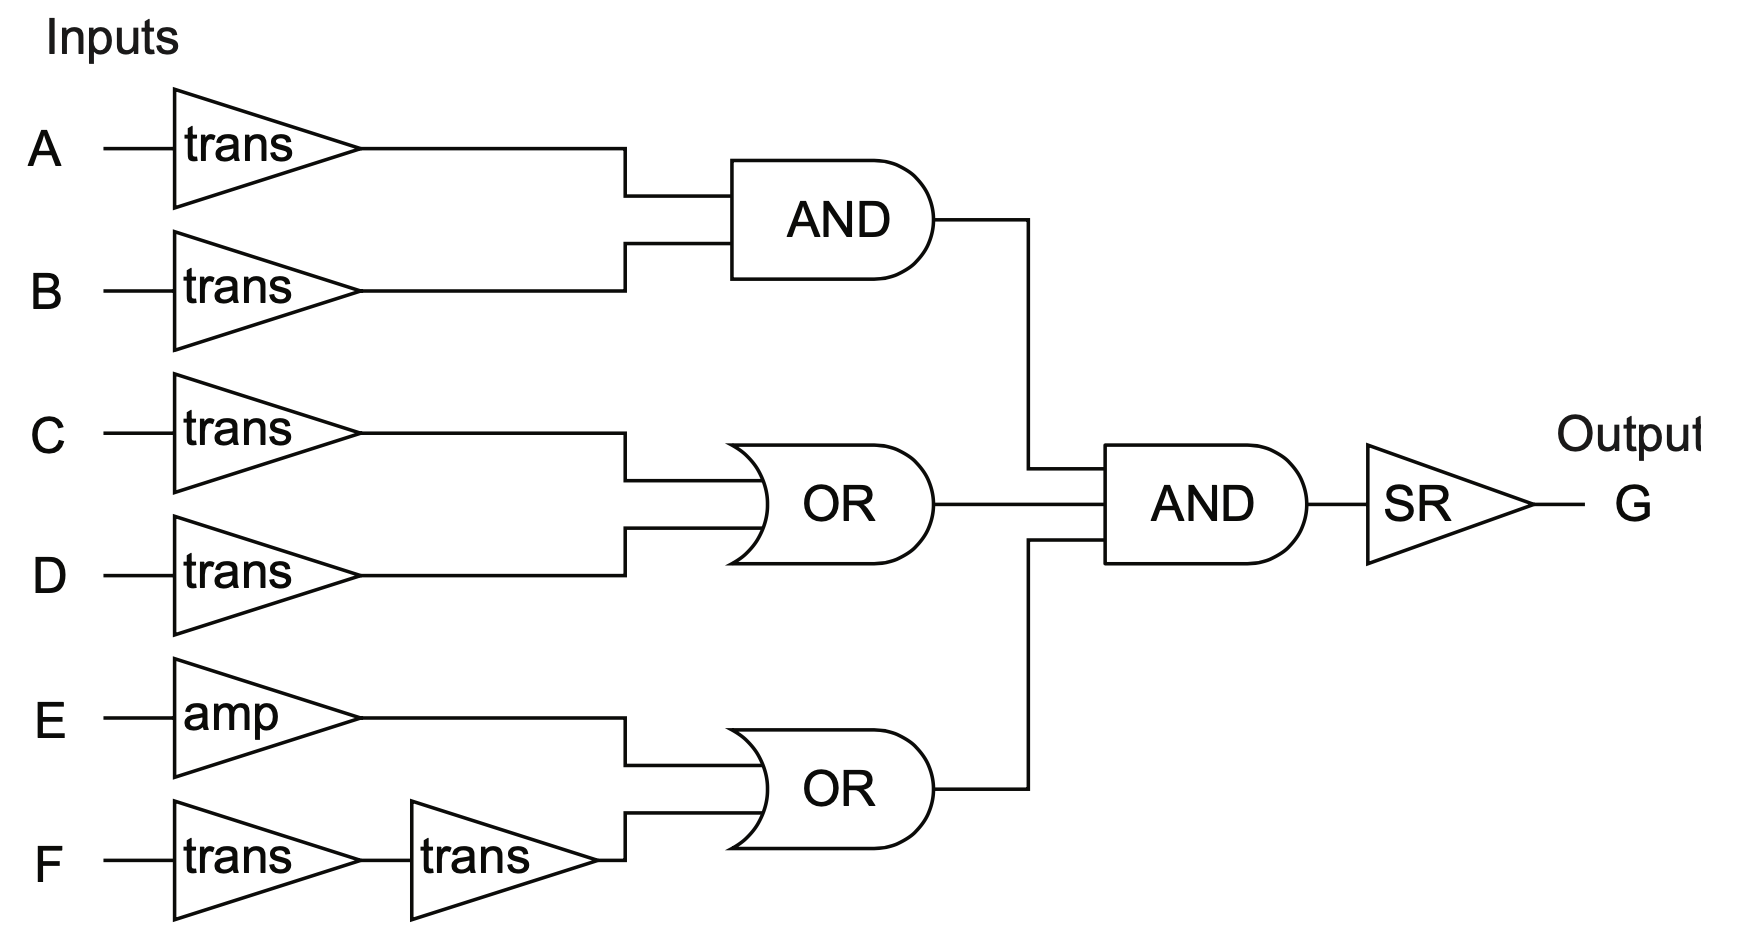 Inputs
A trans
B trans
AND
C trans
OR
D trans
AND SR
Output
G
E amp
OR
F trans trans